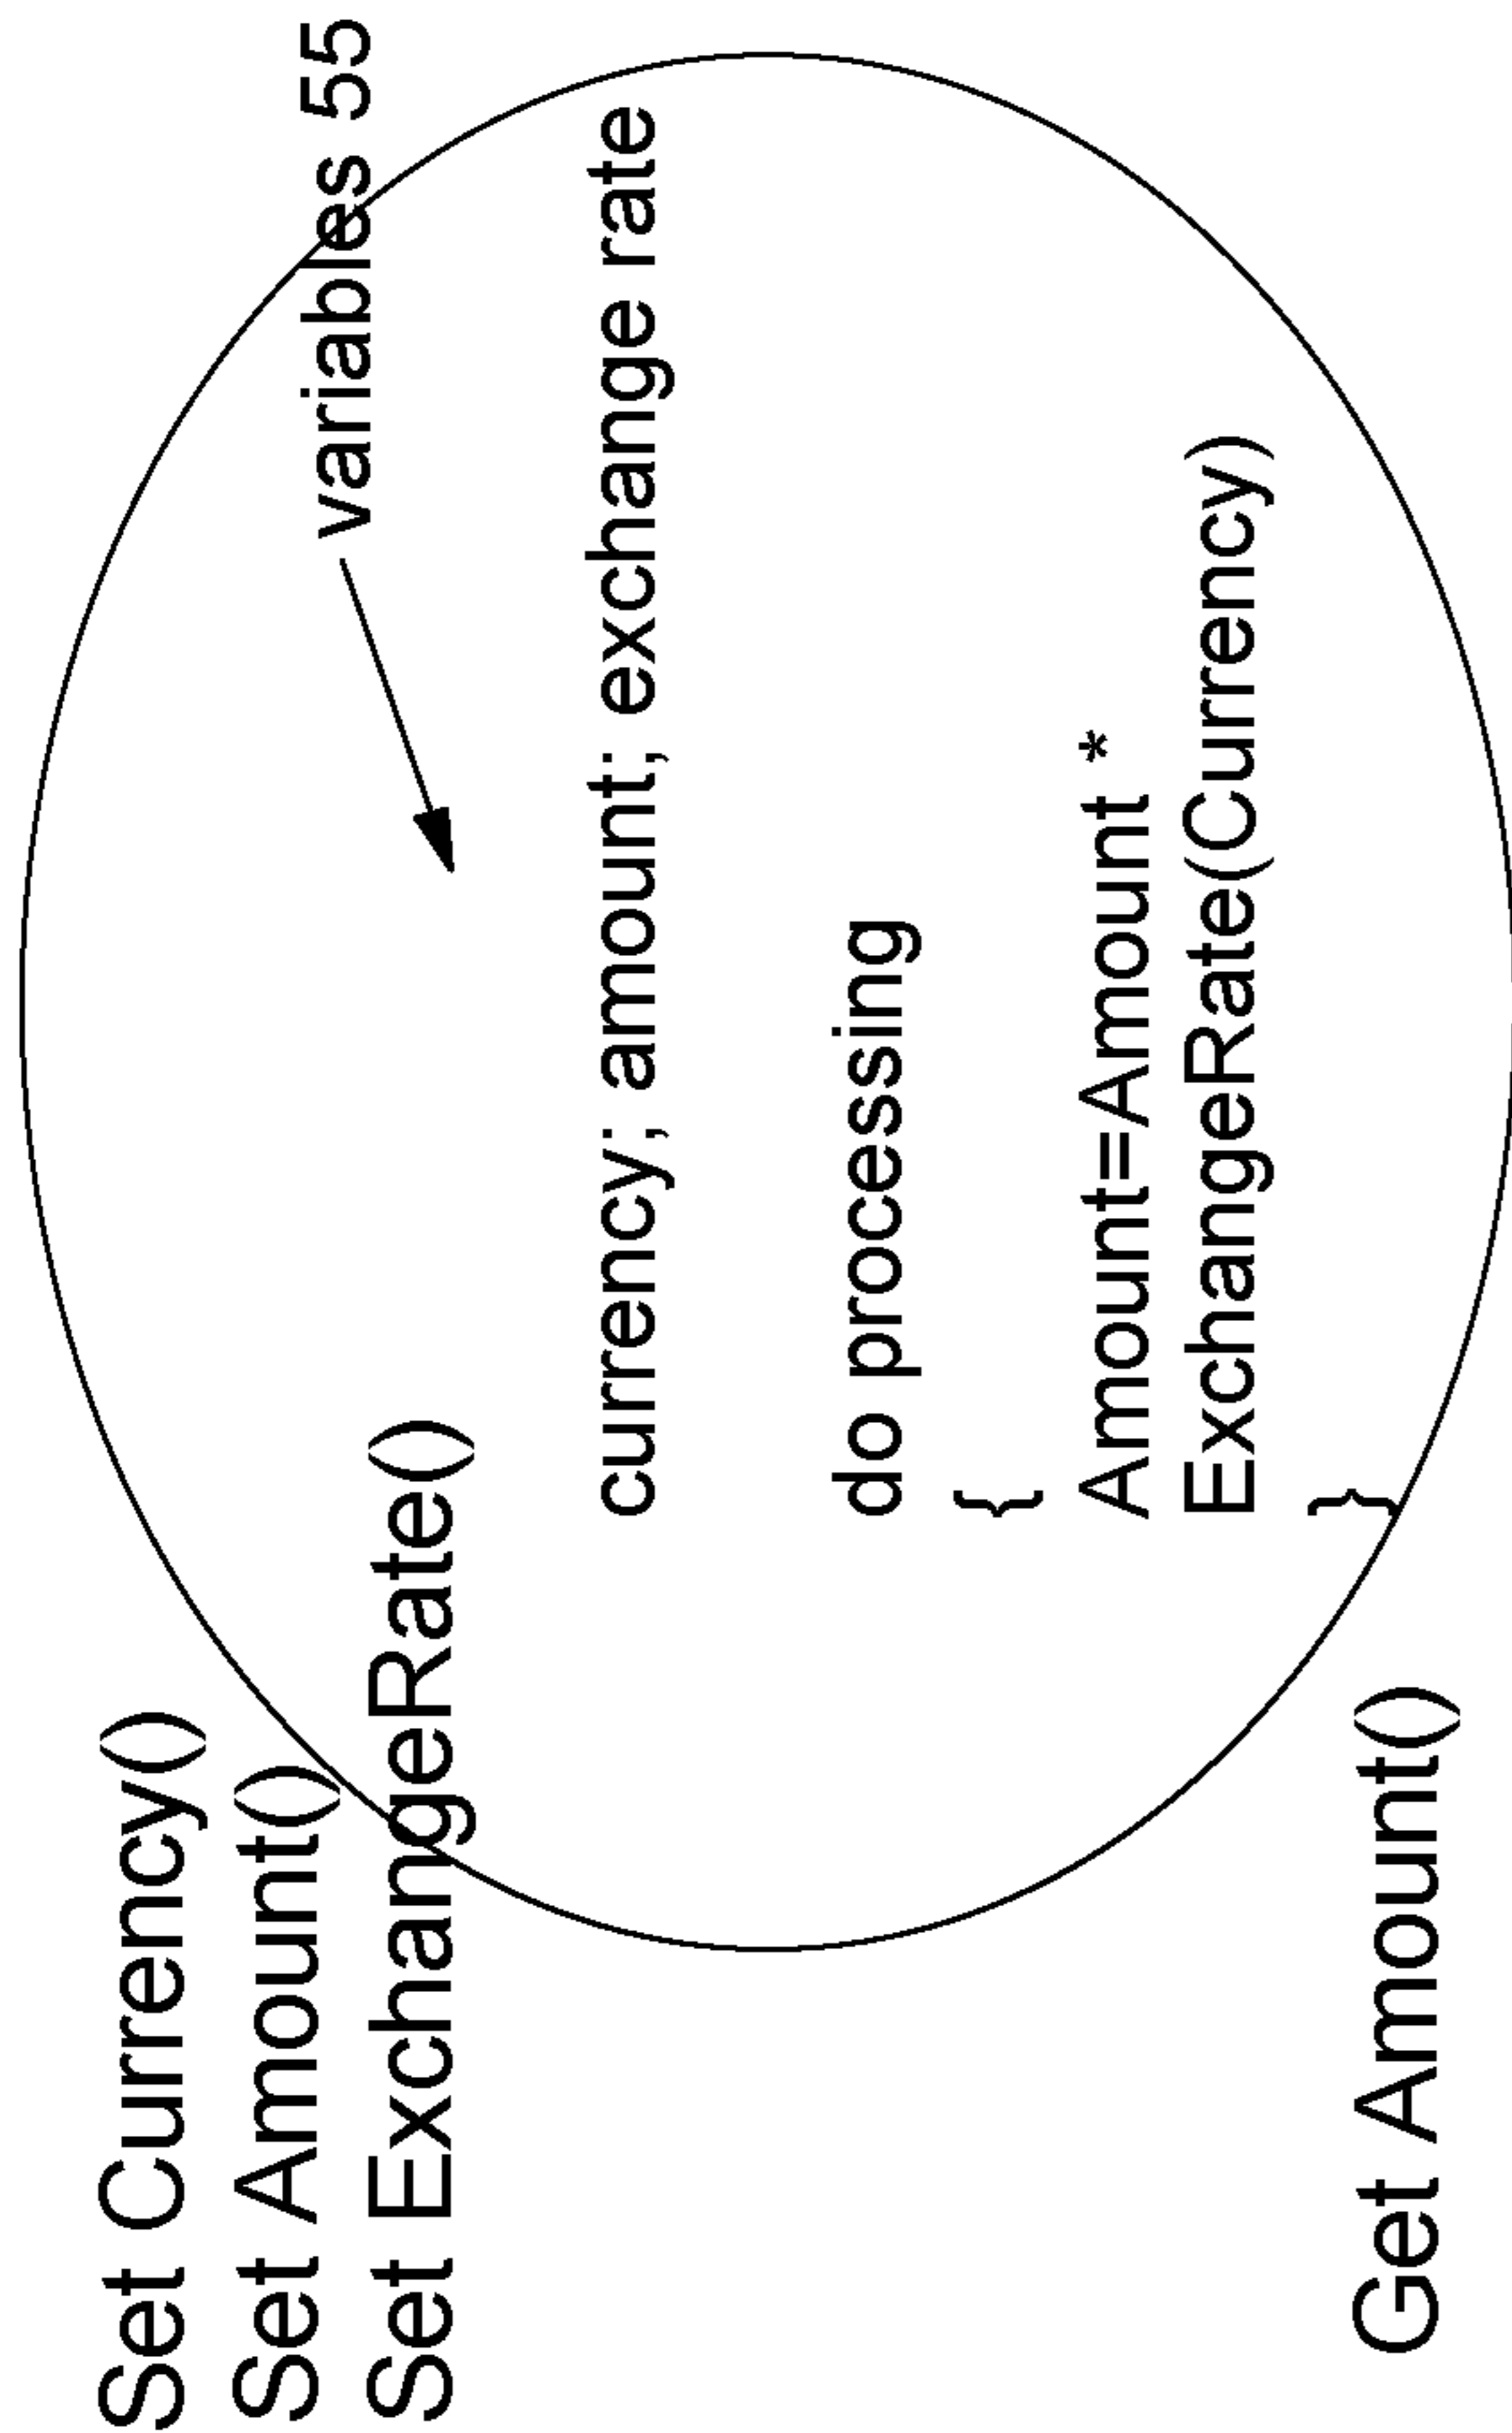 Set Currency()
Set Amount()
Set ExchangeRate()
variables 55
currency; amount; exchange rate
do processing
{
Amount=Amount *
ExchangeRate(Currency)
}
Get Amount()